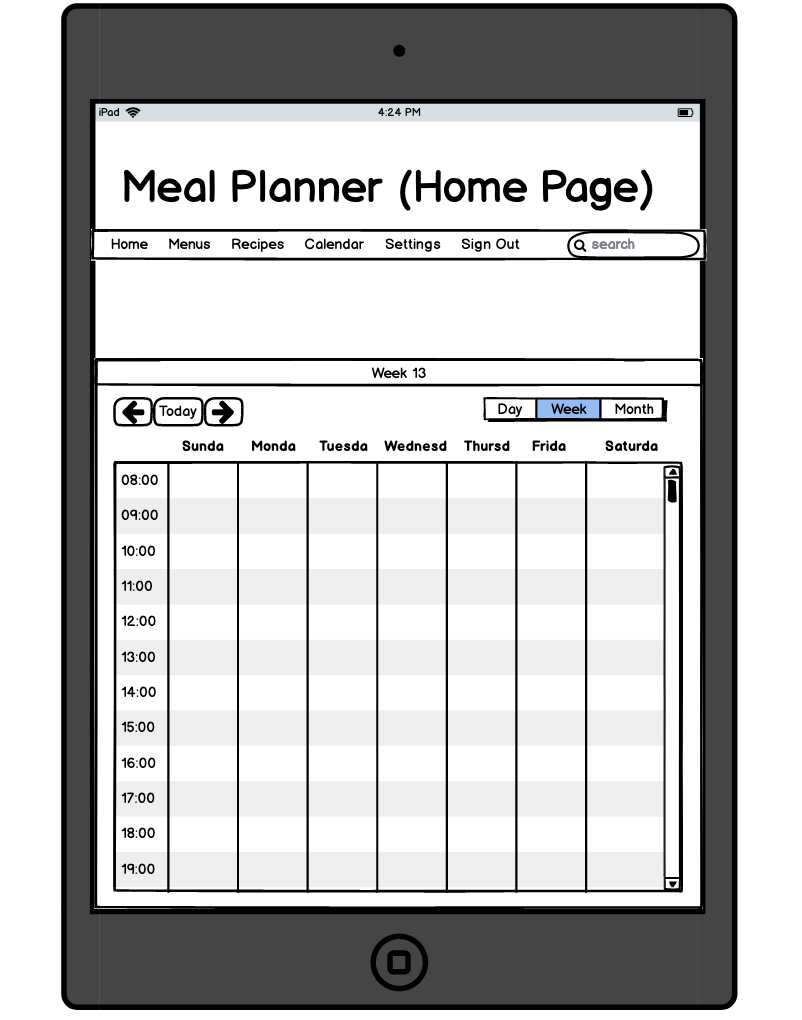 iPad 4:24 PM
Meal Planner (Home Page)
Home Menus Recipes Calendar Settings Sign Out search
Week 13
Today Day Week Month
Sunda Monda Tuesda Wednesd Thursd Frida Saturda
08:00
09:00
10:00
11:00
12:00
13:00
14:00
15:00
16:00
17:00
18:00
19:00